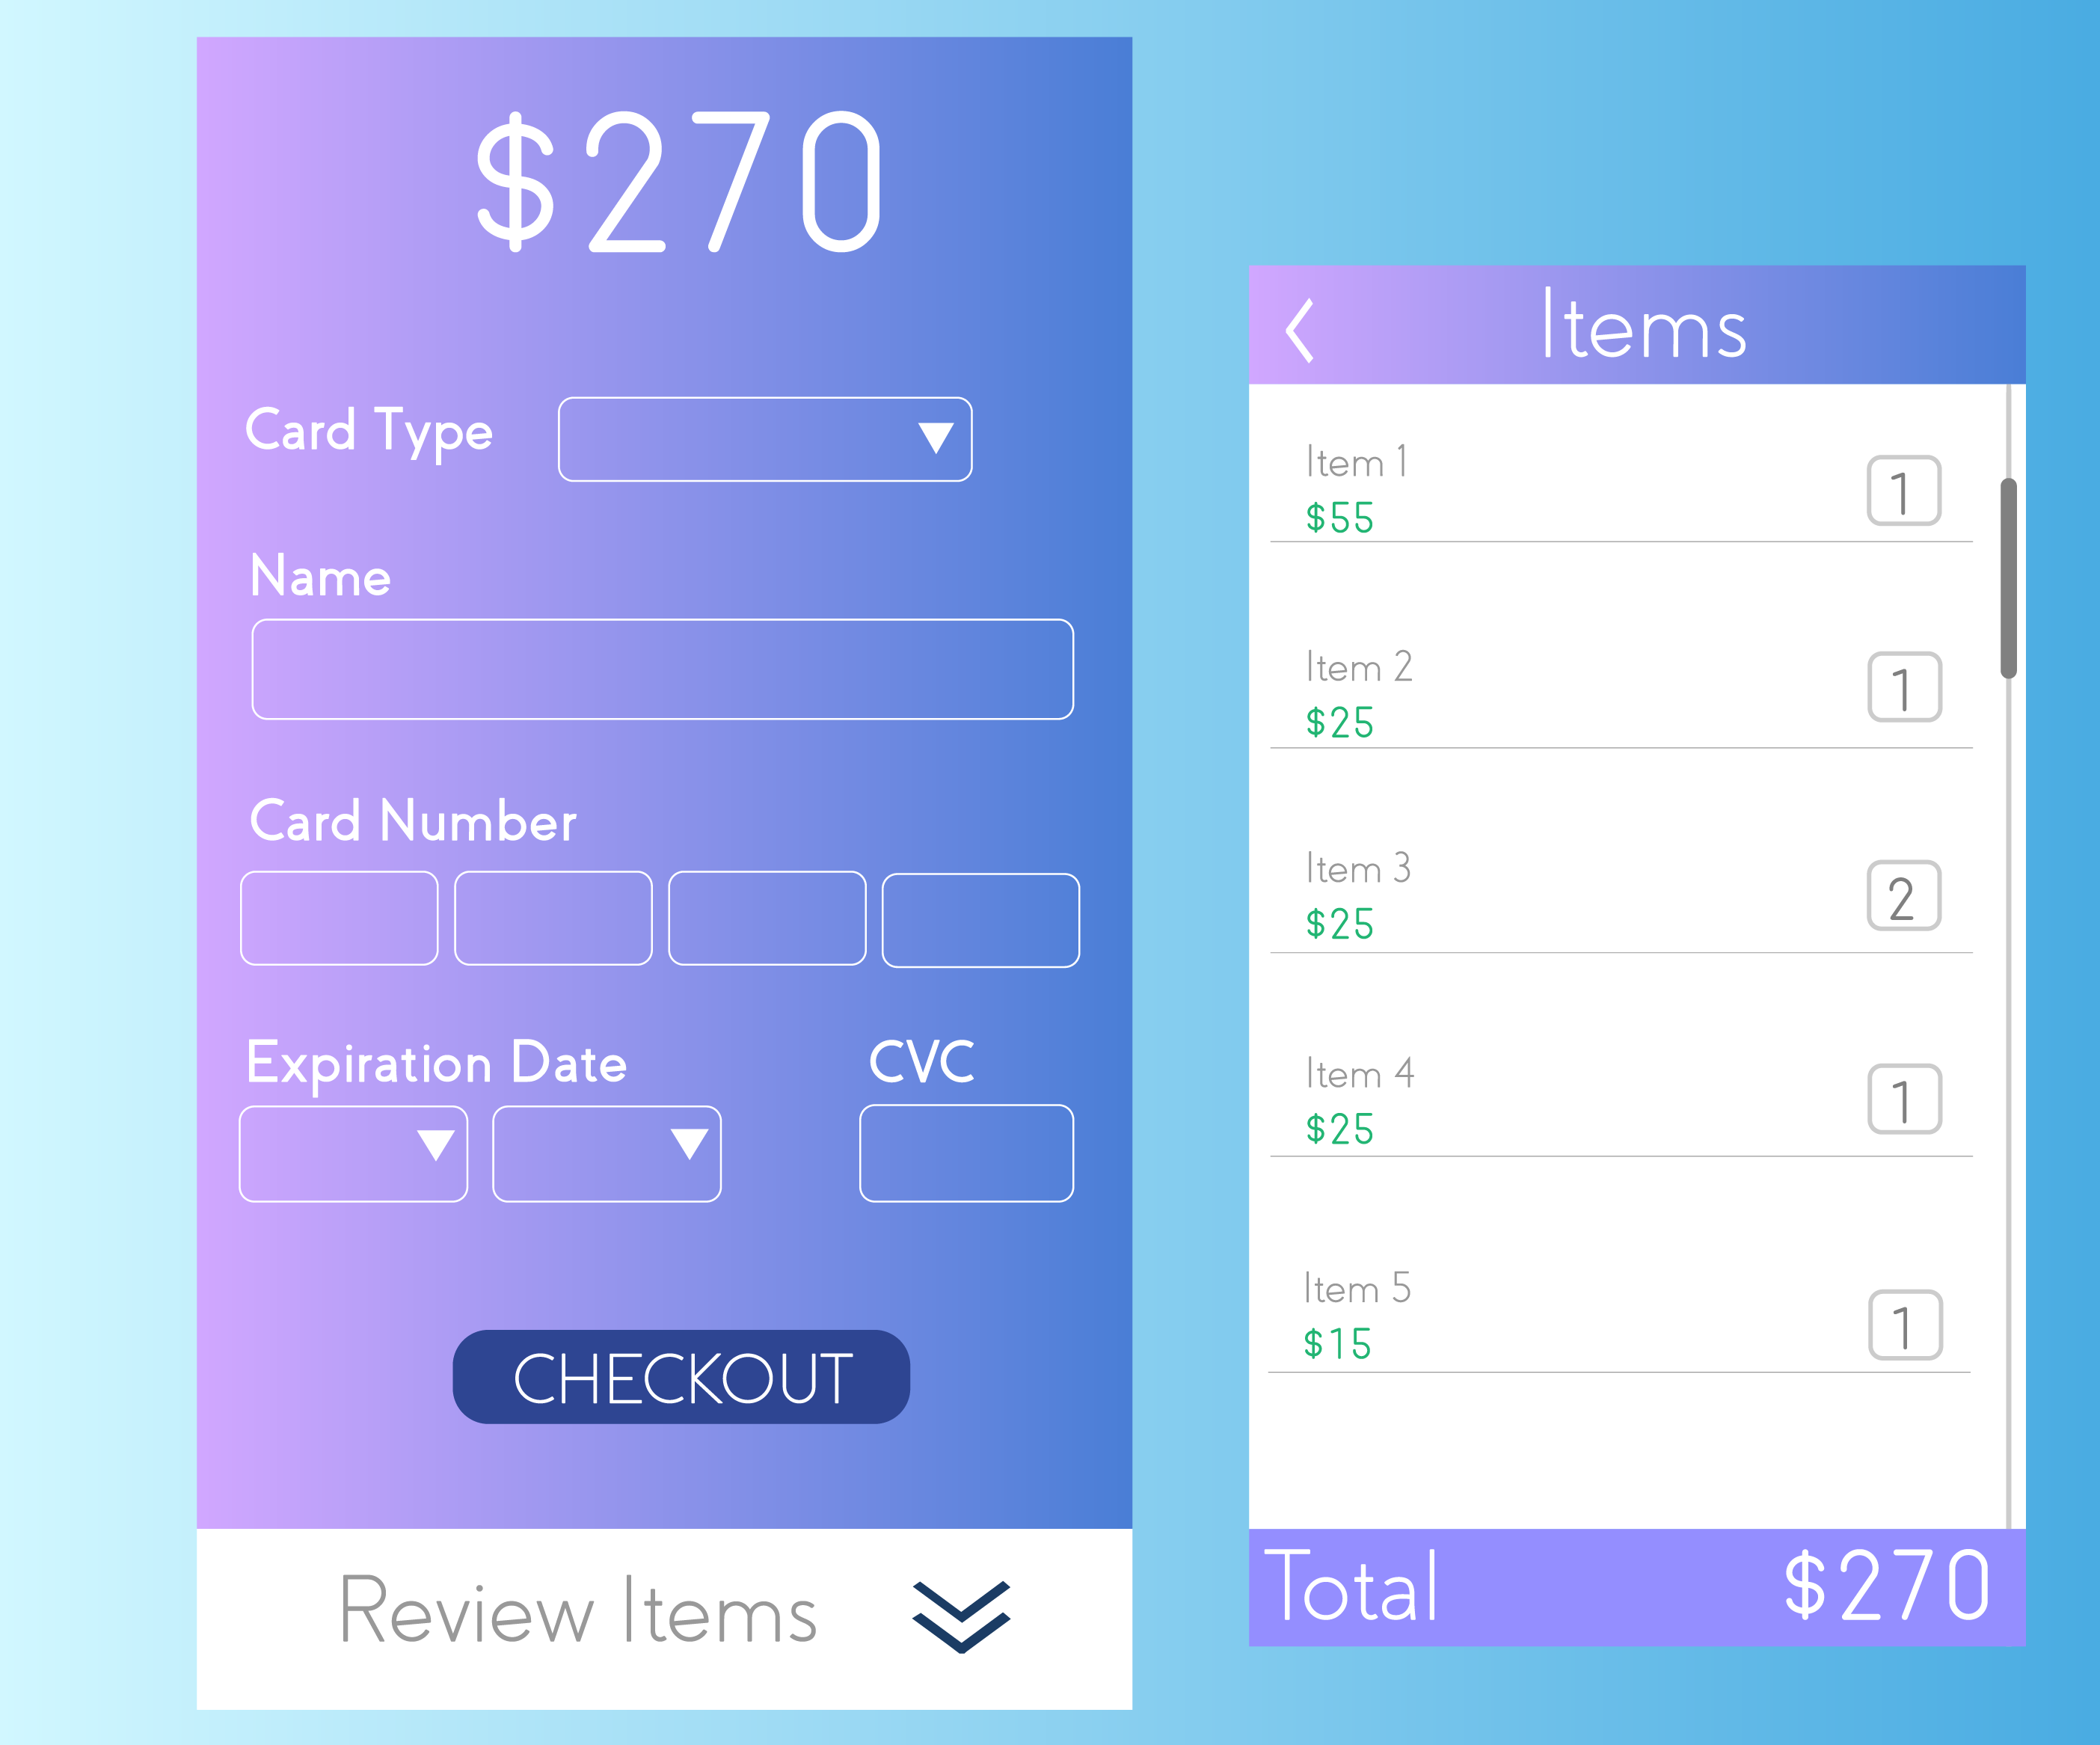 $270
Card Type
Name
Card Number
Expiration Date
CVC
CHECKOUT
Review Items
Items
Item 1
$55
1
Item 2
$25
1
Item 3
$25
2
Item 4
$25
1
Item 5
$15
1
Total
$270